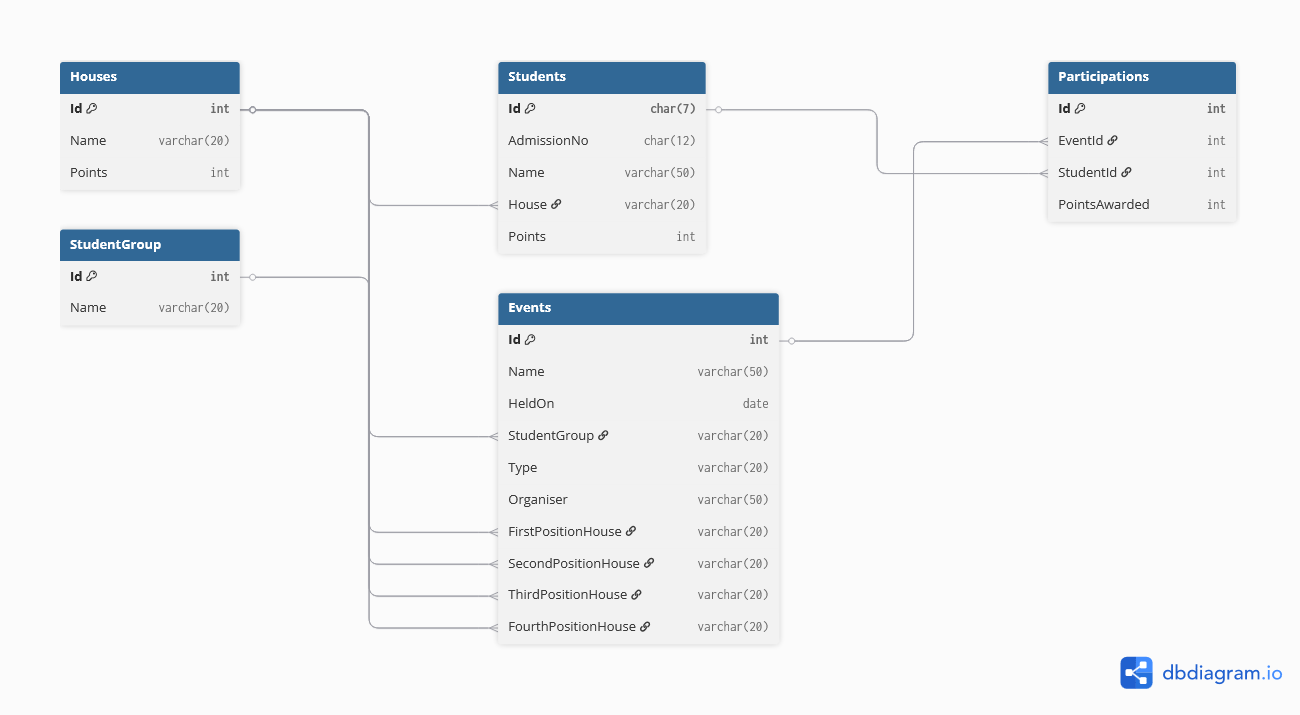 Houses
Id int
Name varchar(20)
Points int
StudentGroup
Id int
Name varchar(20)
Students
Id char(7)
AdmissionNo char(12)
Name varchar(50)
House varchar(20)
Points int
Events
Id int
Name varchar(50)
HeldOn date
StudentGroup varchar(20)
Type varchar(20)
Organiser varchar(50)
FirstPositionHouse varchar(20)
SecondPositionHouse varchar(20)
ThirdPositionHouse varchar(20)
FourthPositionHouse varchar(20)
Participations
Id int
EventId int
StudentId int
PointsAwarded int
dbdiagram.io